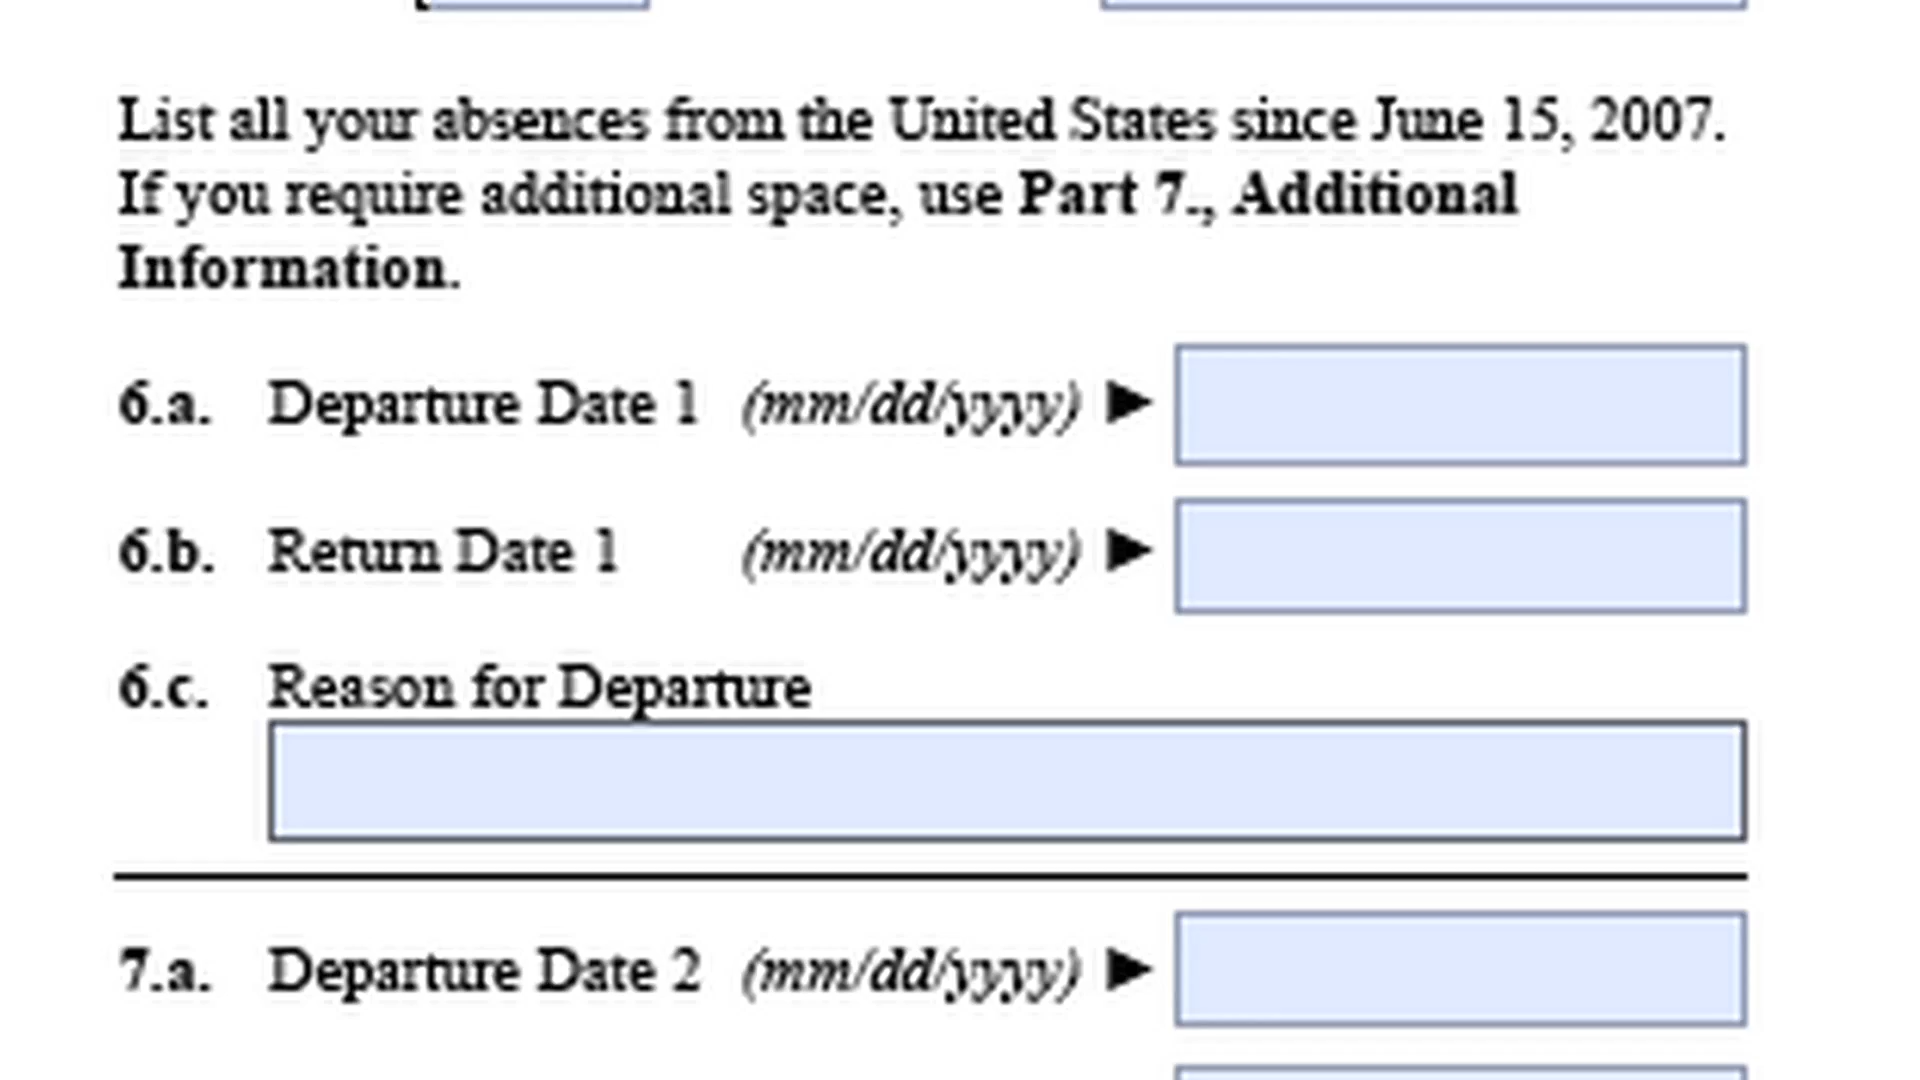 List all your absences from the United States since June 15, 2007.
If you require additional space, use Part 7., Additional
Information.
6.a. Departure Date 1 (mm/dd/yyyy) ►
6.b. Return Date 1 (mm/dd/yyyy) ►
6.c. Reason for Departure
7.a. Departure Date 2 (mm/dd/yyyy) ►